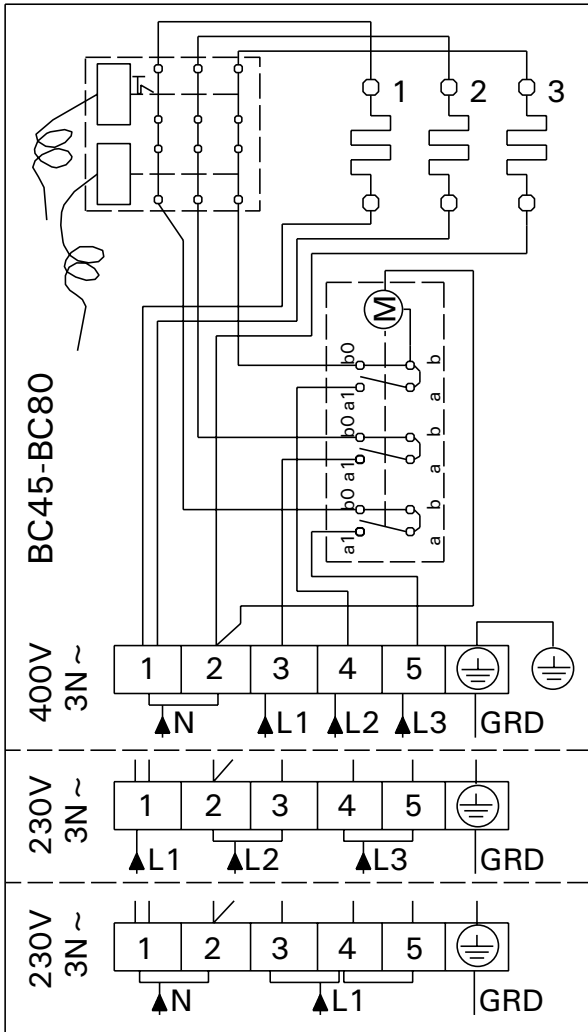 1 2 3
M
b0 b
a1 a
b0 b
a1 a
b0 b
a1 a
BC45-BC80
400V
3N ~
1 2 3 4 5
N L1 L2 L3 GRD
230V
3N ~
1 2 3 4 5
L1 L2 L3 GRD
230V
3N ~
1 2 3 4 5
N L1 GRD